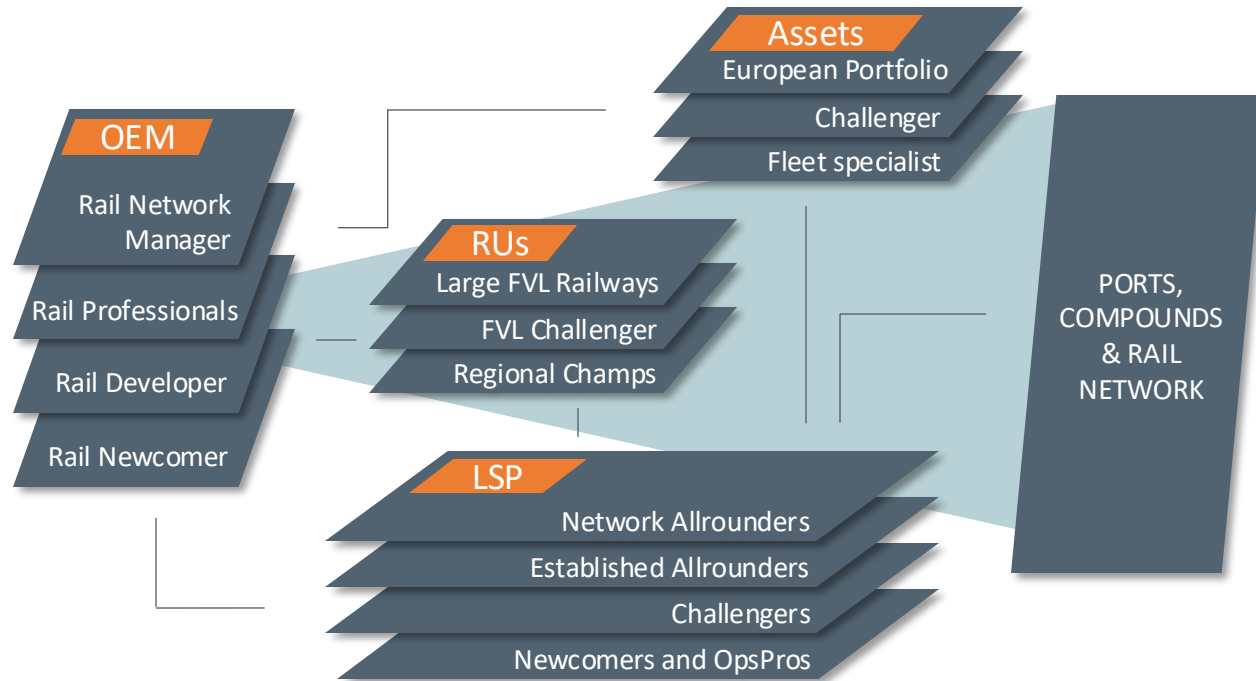 OEM
Rail Network
Manager
Rail Professionals
Rail Developer
Rail Newcomer
Assets
European Portfolio
Challenger
Fleet specialist
RUs
Large FVL Railways
FVL Challenger
Regional Champs
LSP
Network Allrounders
Established Allrounders
Challengers
Newcomers and OpsPros
PORTS,
COMPOUNDS
& RAIL
NETWORK